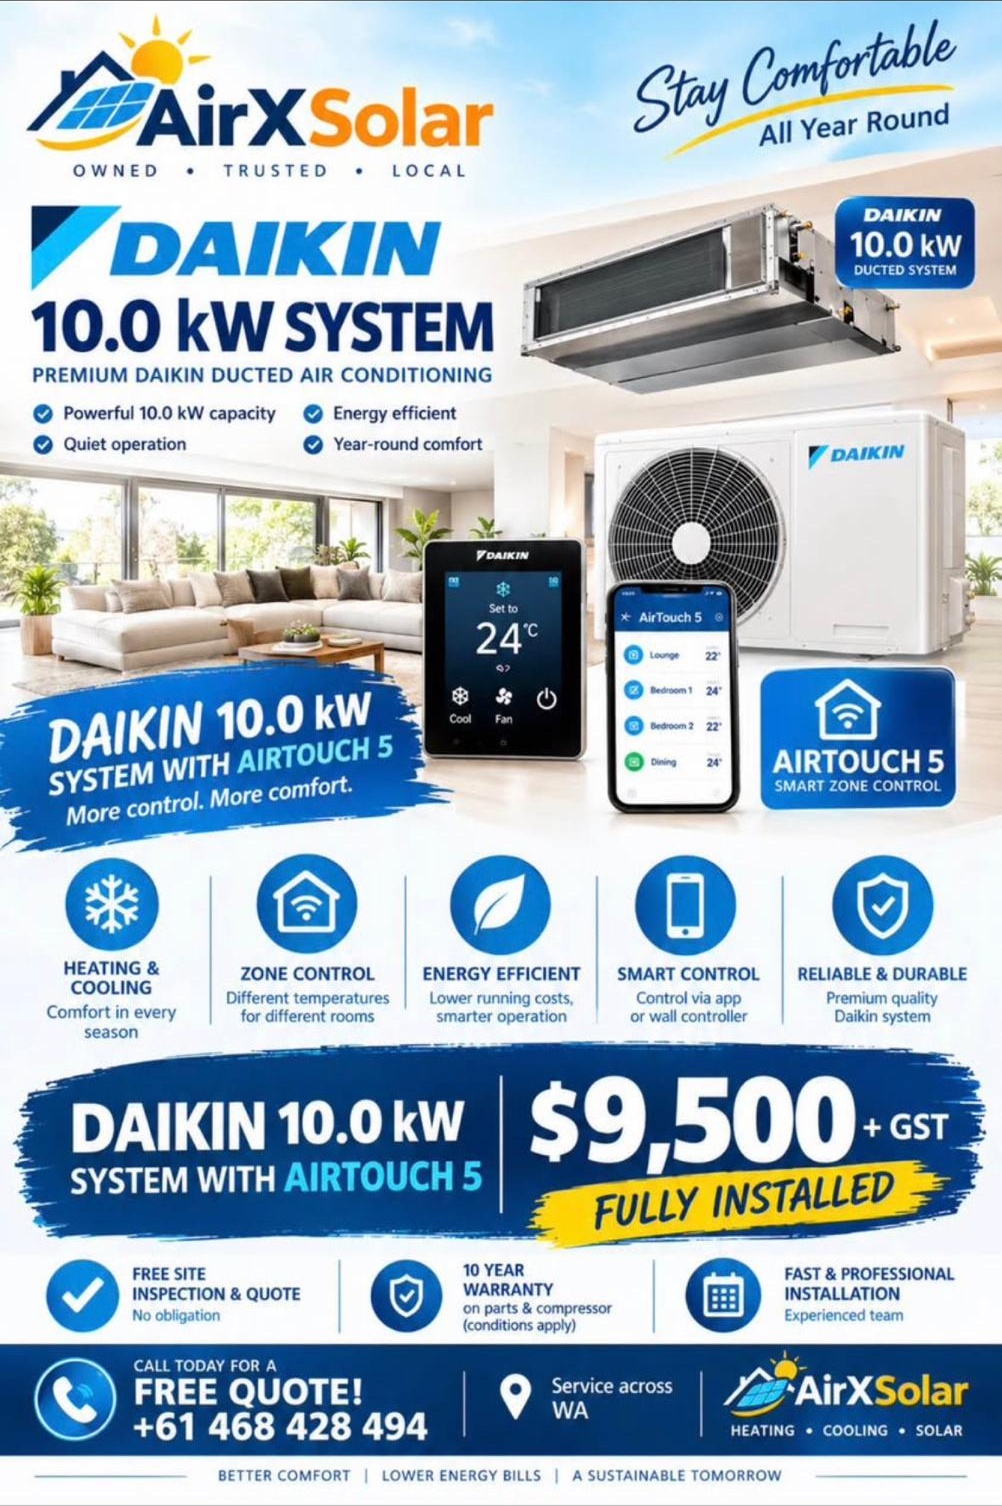 AirXSolar
OWNED • TRUSTED • LOCAL
Stay Comfortable
All Year Round
DAIKIN
10.0 kW SYSTEM
PREMIUM DAIKIN DUCTED AIR CONDITIONING
Powerful 10.0 kW capacity
Energy efficient
Quiet operation
Year-round comfort
DAIKIN
10.0 kW
DUCTED SYSTEM
DAIKIN
DAIKIN
Set to
24°C
Cool
Fan
AirTouch 5
Lounge 22°
Bedroom 1 24°
Bedroom 2 22°
Dining 24°
AIRTOUCH 5
SMART ZONE CONTROL
DAIKIN 10.0 kW
SYSTEM WITH AIRTOUCH 5
More control. More comfort.
HEATING &
COOLING
Comfort in every
season
ZONE CONTROL
Different temperatures
for different rooms
ENERGY EFFICIENT
Lower running costs,
smarter operation
SMART CONTROL
Control via app
or wall controller
RELIABLE & DURABLE
Premium quality
Daikin system
DAIKIN 10.0 kW
SYSTEM WITH AIRTOUCH 5
$9,500 + GST
FULLY INSTALLED
FREE SITE
INSPECTION & QUOTE
No obligation
10 YEAR
WARRANTY
on parts & compressor
(conditions apply)
FAST & PROFESSIONAL
INSTALLATION
Experienced team
CALL TODAY FOR A
FREE QUOTE!
+61 468 428 494
Service across
WA
AirXSolar
HEATING • COOLING • SOLAR
BETTER COMFORT | LOWER ENERGY BILLS | A SUSTAINABLE TOMORROW